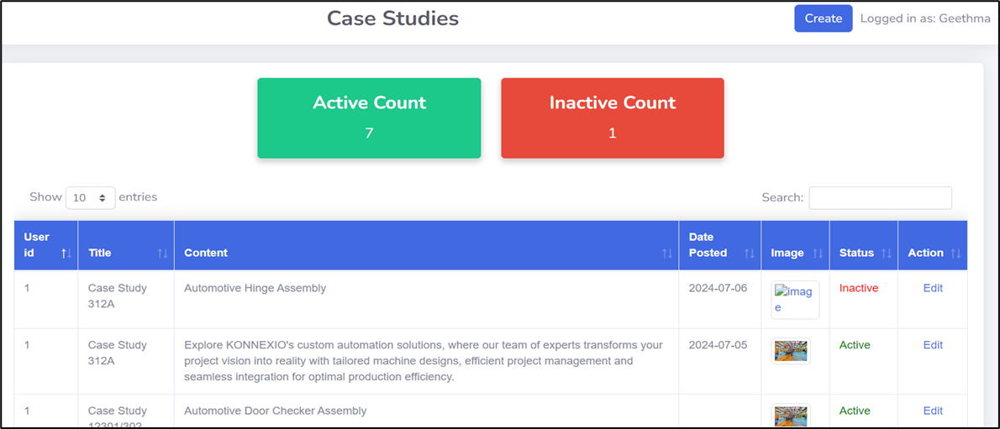 Case Studies
Create
Logged in as: Geethma
Active Count
7
Inactive Count
1
Show 10 entries
Search:
User id
Title
Content
Date Posted
Image
Status
Action
1
Case Study
312A
Automotive Hinge Assembly
2024-07-06
imag
e
Inactive
Edit
1
Case Study
312A
Explore KONNEXIO's custom automation solutions, where our team of experts transforms your
project vision into reality with tailored machine designs, efficient project management and
seamless integration for optimal production efficiency.
2024-07-05
Active
Edit
1
Case Study
12301/302
Automotive Door Checker Assembly
Active
Edit